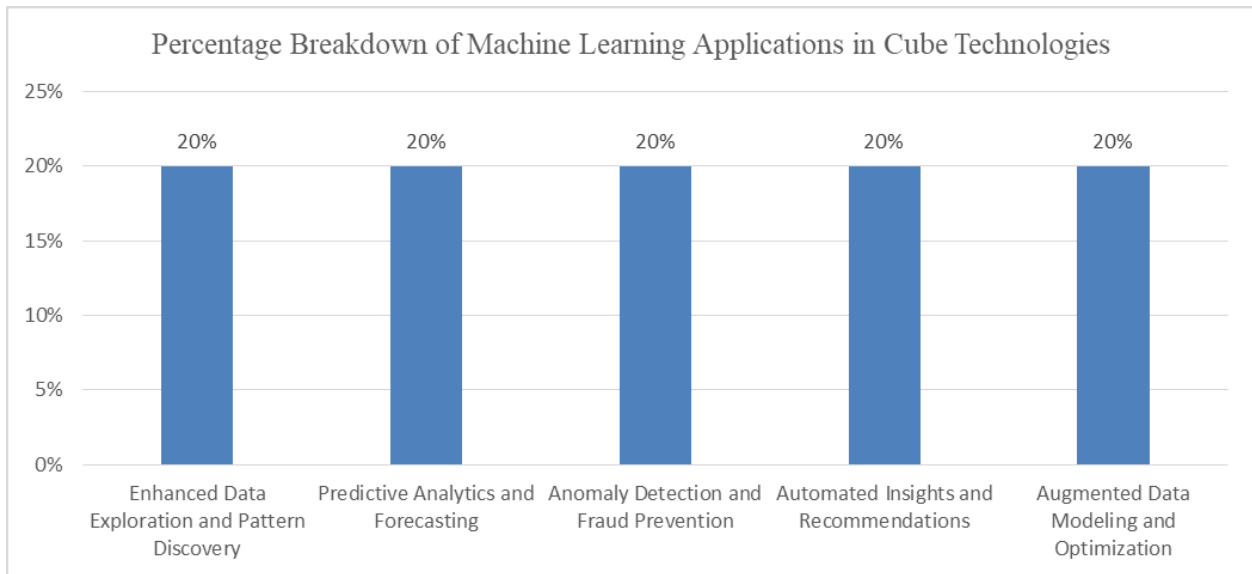 Percentage Breakdown of Machine Learning Applications in Cube Technologies
25%
20%
15%
10%
5%
0%
20%
20%
20%
20%
20%
Enhanced Data
Exploration and Pattern
Discovery
Predictive Analytics and
Forecasting
Anomaly Detection and
Fraud Prevention
Automated Insights and
Recommendations
Augmented Data
Modeling and
Optimization